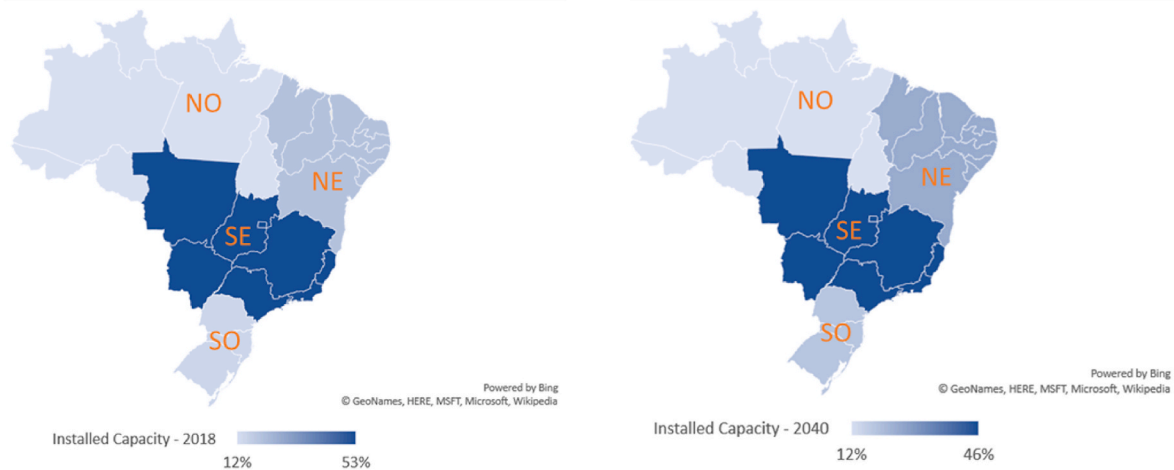 NO
NE
SE
SO
Powered by Bing
© GeoNames, HERE, MSFT, Microsoft, Wikipedia
Installed Capacity - 2018
12%
53%
NO
NE
SE
SO
Powered by Bing
© GeoNames, HERE, MSFT, Microsoft, Wikipedia
Installed Capacity - 2040
12%
46%